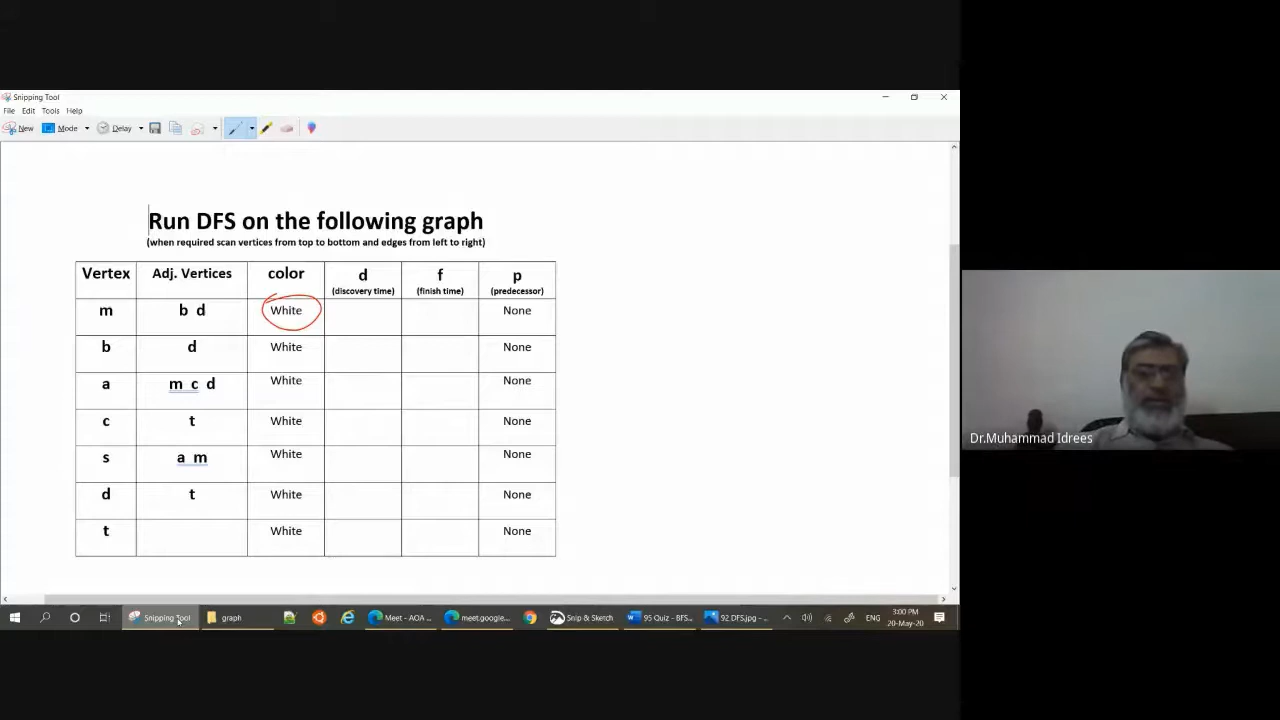 Snipping Tool
File Edit Tools Help
New Mode Delay
Run DFS on the following graph
(when required scan vertices from top to bottom and edges from left to right)
Vertex Adj. Vertices color d f p
(discovery time) (finish time) (predecessor)
m b d White None
b d White None
a m c d White None
c t White None
s a m White None
d t White None
t White None
Dr.Muhammad Idrees
Snipping Tool graph Meet - AOA ... meet.google... Snip & Sketch 95 Quiz - BFS... 92.DFS.jpg - ... ENG 3:00 PM
20-May-20